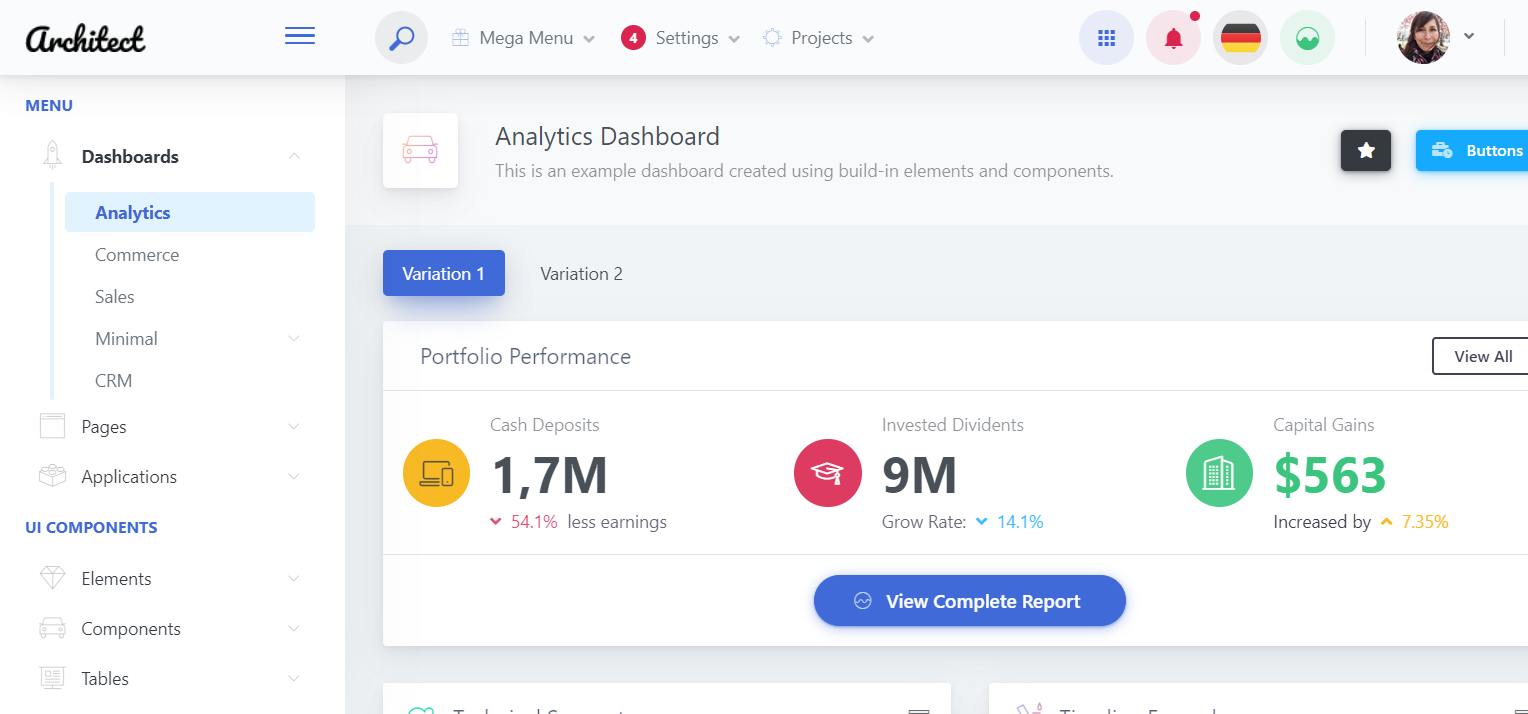 Architect
Mega Menu
4
Settings
Projects
MENU
Dashboards
Analytics
Commerce
Sales
Minimal
CRM
Pages
Applications
UI COMPONENTS
Elements
Components
Tables
Analytics Dashboard
This is an example dashboard created using build-in elements and components.
Buttons
Variation 1
Variation 2
Portfolio Performance
View All
Cash Deposits
1,7M
54.1% less earnings
Invested Dividents
9M
Grow Rate: 14.1%
Capital Gains
$563
Increased by 7.35%
View Complete Report